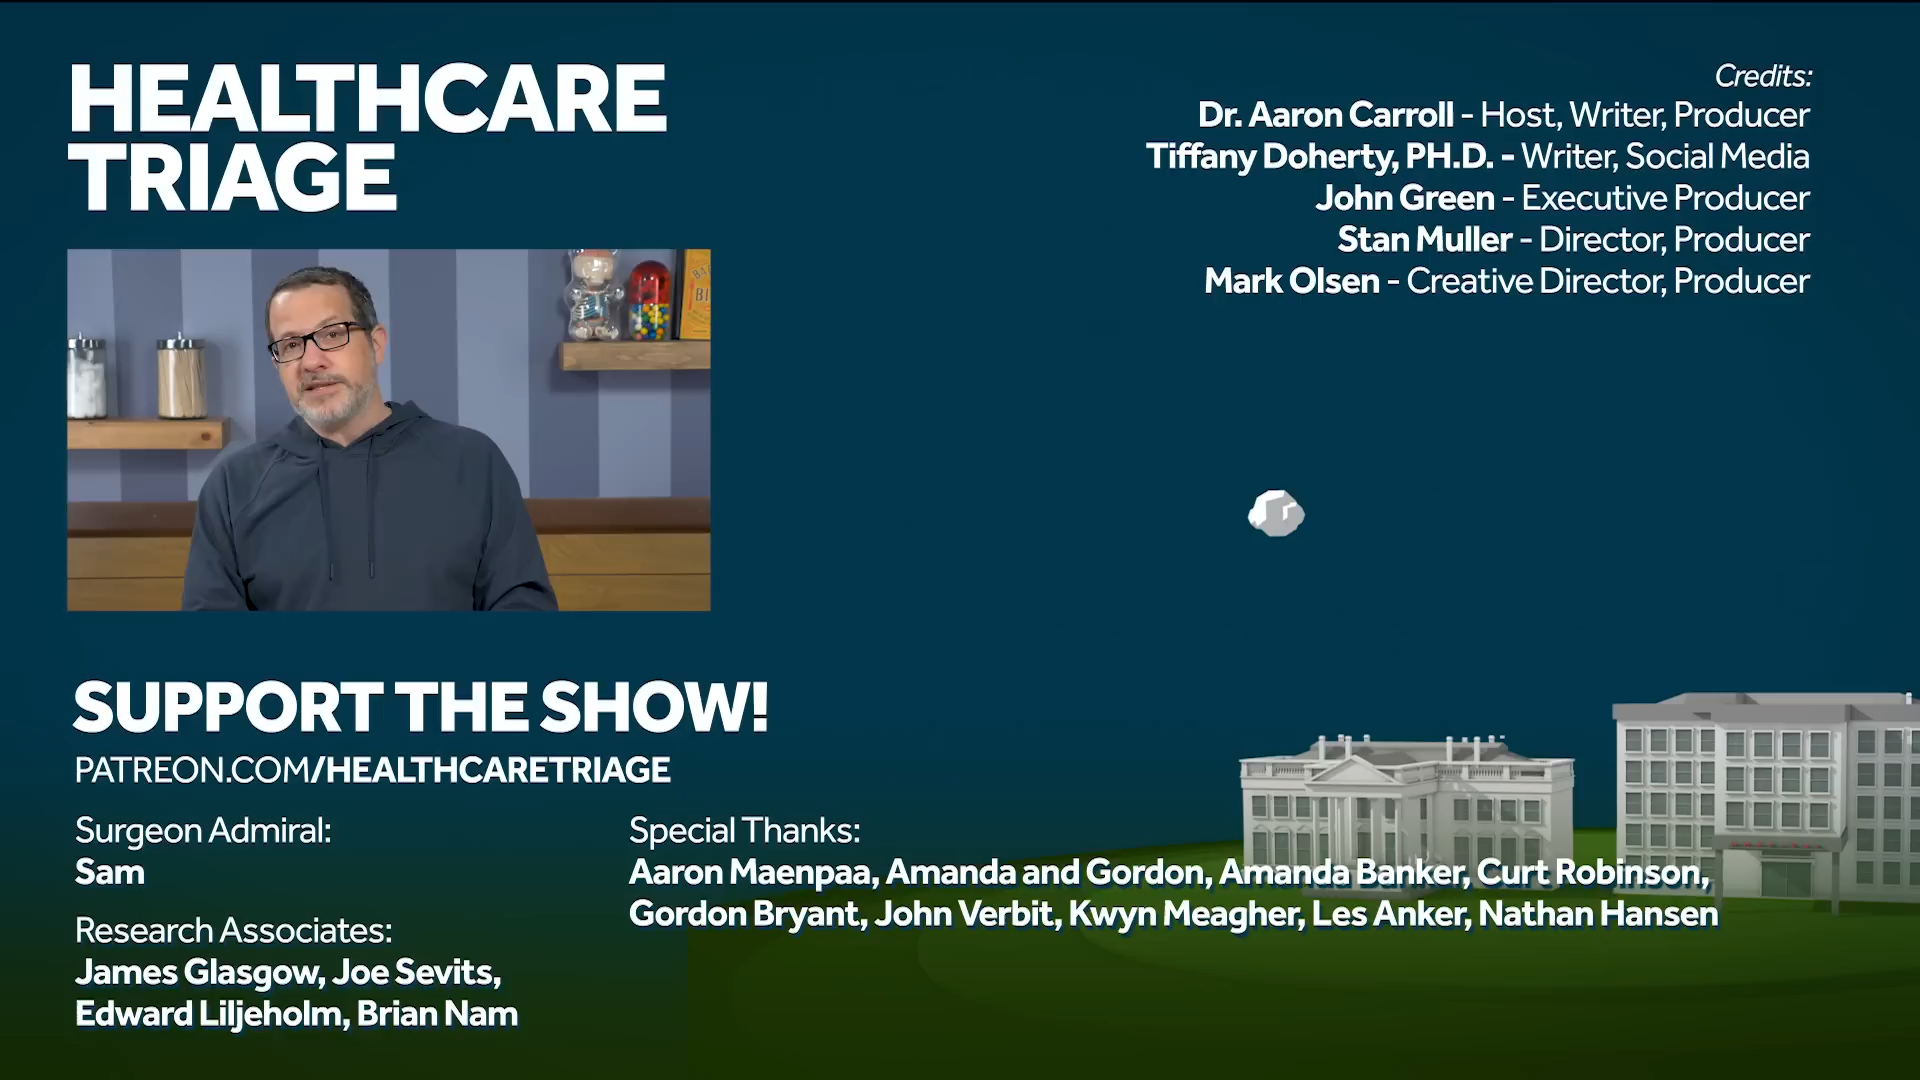 HEALTHCARE
TRIAGE
Credits:
Dr. Aaron Carroll - Host, Writer, Producer
Tiffany Doherty, PH.D. - Writer, Social Media
John Green - Executive Producer
Stan Muller - Director, Producer
Mark Olsen - Creative Director, Producer
SUPPORT THE SHOW!
PATREON.COM/HEALTHCARETRIAGE
Surgeon Admiral:
Sam
Research Associates:
James Glasgow, Joe Sevits,
Edward Liljeholm, Brian Nam
Special Thanks:
Aaron Maenpaa, Amanda and Gordon, Amanda Banker, Curt Robinson,
Gordon Bryant, John Verbit, Kwyn Meagher, Les Anker, Nathan Hansen